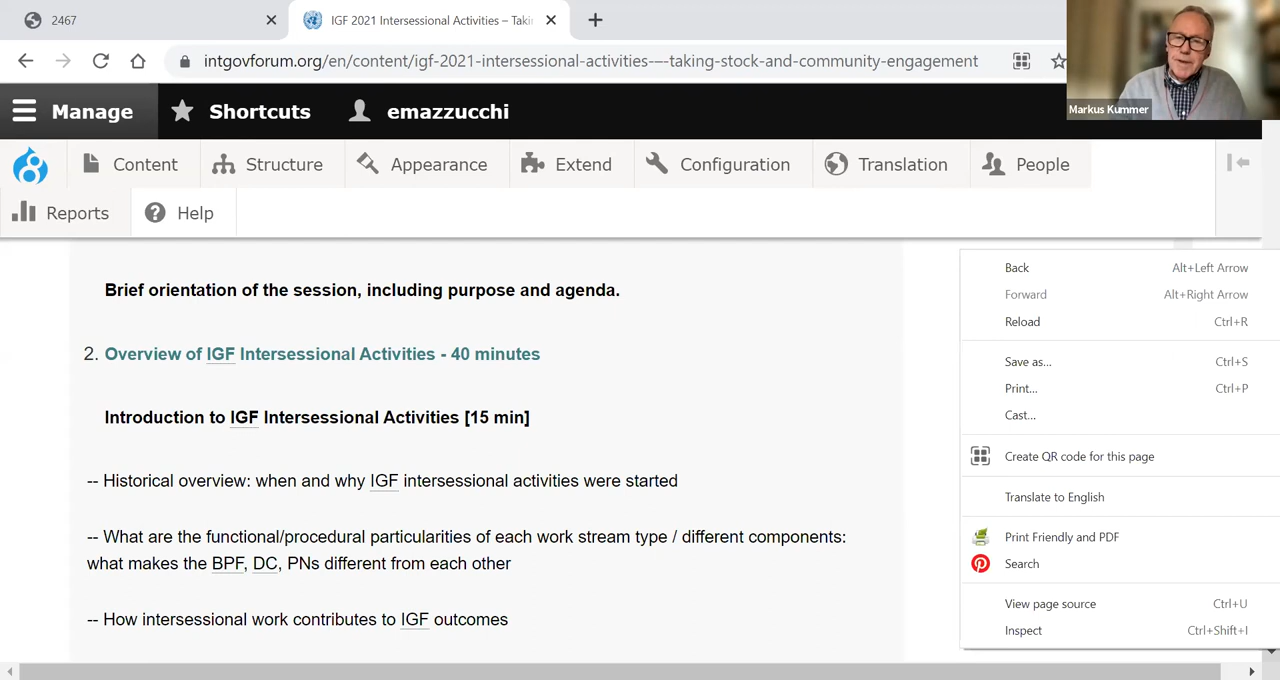 2467
IGF 2021 Intersessional Activities – Taki
intgovforum.org/en/content/igf-2021-intersessional-activities-–-taking-stock-and-community-engagement
Markus Kummer
Manage
Shortcuts
emazzucchi
Content
Structure
Appearance
Extend
Configuration
Translation
People
Reports
Help
Brief orientation of the session, including purpose and agenda.
2. Overview of IGF Intersessional Activities - 40 minutes
Introduction to IGF Intersessional Activities [15 min]
-- Historical overview: when and why IGF intersessional activities were started
-- What are the functional/procedural particularities of each work stream type / different components:
what makes the BPF, DC, PNs different from each other
-- How intersessional work contributes to IGF outcomes
Back Alt+Left Arrow
Forward Alt+Right Arrow
Reload Ctrl+R
Save as... Ctrl+S
Print... Ctrl+P
Cast...
Create QR code for this page
Translate to English
Print Friendly and PDF
Search
View page source Ctrl+U
Inspect Ctrl+Shift+I